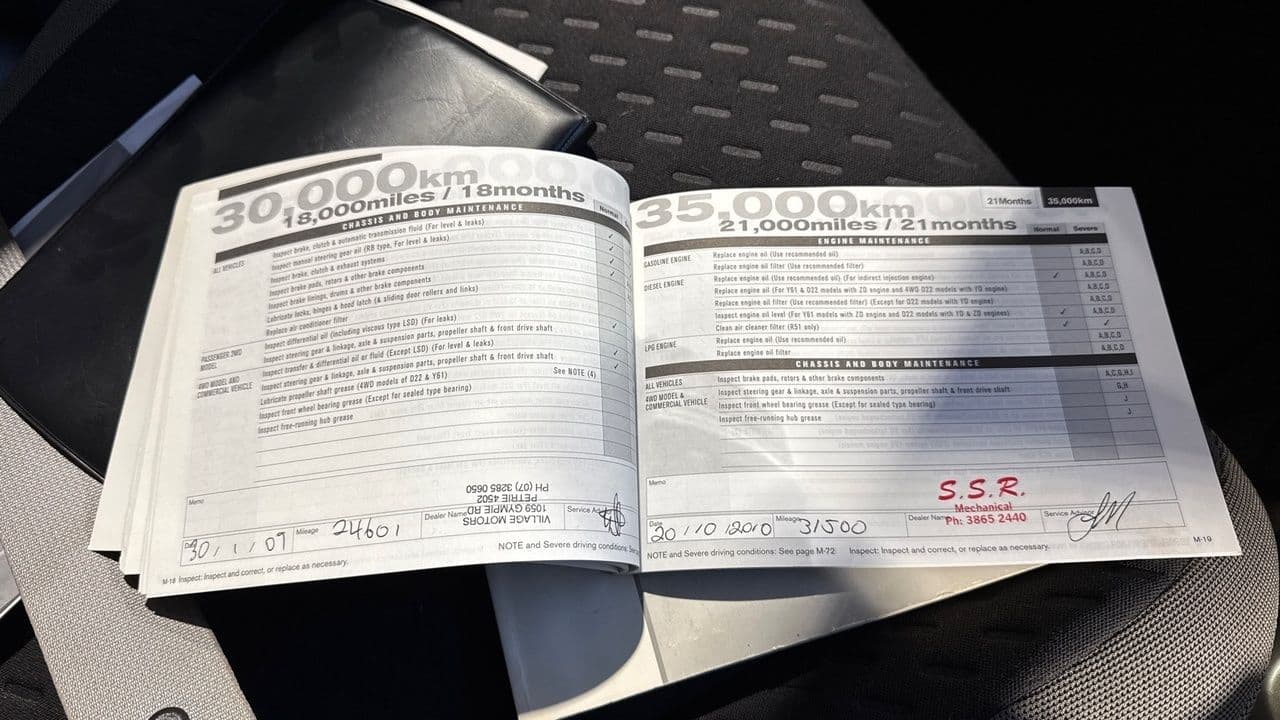 30,000km
18,000miles / 18months
CHASSIS AND BODY MAINTENANCE
Normal
ALL VEHICLES
Inspect brake, clutch & automatic transmission fluid (For level & leaks)
Inspect manual steering gear oil (RB type, For level & leaks)
Inspect brake, clutch & exhaust systems
Inspect brake pads, rotors & other brake components
Inspect brake linings, drums & other brake components
Lubricate locks, hinges & hood latch (& sliding door rollers and links)
Replace air conditioner filter
PASSENGER 2WD MODEL
Inspect differential oil (including viscous type LSD) (For leaks)
Inspect steering gear & linkage, axle & suspension parts, propeller shaft & front drive shaft
4WD MODEL AND COMMERCIAL VEHICLE
Inspect transfer & differential oil or fluid (Except LSD) (For level & leaks)
Inspect steering gear & linkage, axle & suspension parts, propeller shaft & front drive shaft
Lubricate propeller shaft grease (4WD models of D22 & Y61)
See NOTE (4)
Inspect front wheel bearing grease (Except for sealed type bearing)
Inspect free-running hub grease
Memo
VILLAGE MOTORS
1059 GYMPIE RD
PETRIE 4502
PH (07) 3285 0650
Date
30/1/09
Mileage
24601
Dealer Name
NOTE and Severe driving conditions:
M-18 Inspect: Inspect and correct, or replace as necessary.
35,000km
21,000miles / 21months
21Months 35,000km
ENGINE MAINTENANCE
Normal Severe
GASOLINE ENGINE
Replace engine oil (Use recommended oil) A,B,C,D
Replace engine oil filter (Use recommended filter) A,B,C,D
DIESEL ENGINE
Replace engine oil (Use recommended oil) (For indirect injection engine) ✓ A,B,C,D
Replace engine oil (For Y61 & D22 models with ZD engine and 4WD D22 models with YD engine) A,B,C,D
Replace engine oil filter (Use recommended filter) (Except for D22 models with YD engine) A,B,C,D
Inspect engine oil level (For Y61 models with ZD engine and D22 models with YD & ZD engines) ✓ A,B,C,D
Clean air cleaner filter (R51 only) ✓ ✓
LPG ENGINE
Replace engine oil (Use recommended oil) A,B,C,D
Replace engine oil filter A,B,C,D
CHASSIS AND BODY MAINTENANCE
ALL VEHICLES
Inspect brake pads, rotors & other brake components A,C,G,H,I
4WD MODEL & COMMERCIAL VEHICLE
Inspect steering gear & linkage, axle & suspension parts, propeller shaft & front drive shaft G,H
Inspect front wheel bearing grease (Except for sealed type bearing) J
Inspect free-running hub grease J
Memo
S.S.R.
Mechanical
Ph: 3865 2440
Date
20/10/2010
Mileage
31500
Dealer Name
Service Advisor
NOTE and Severe driving conditions: See page M-72 Inspect: Inspect and correct, or replace as necessary.
M-19